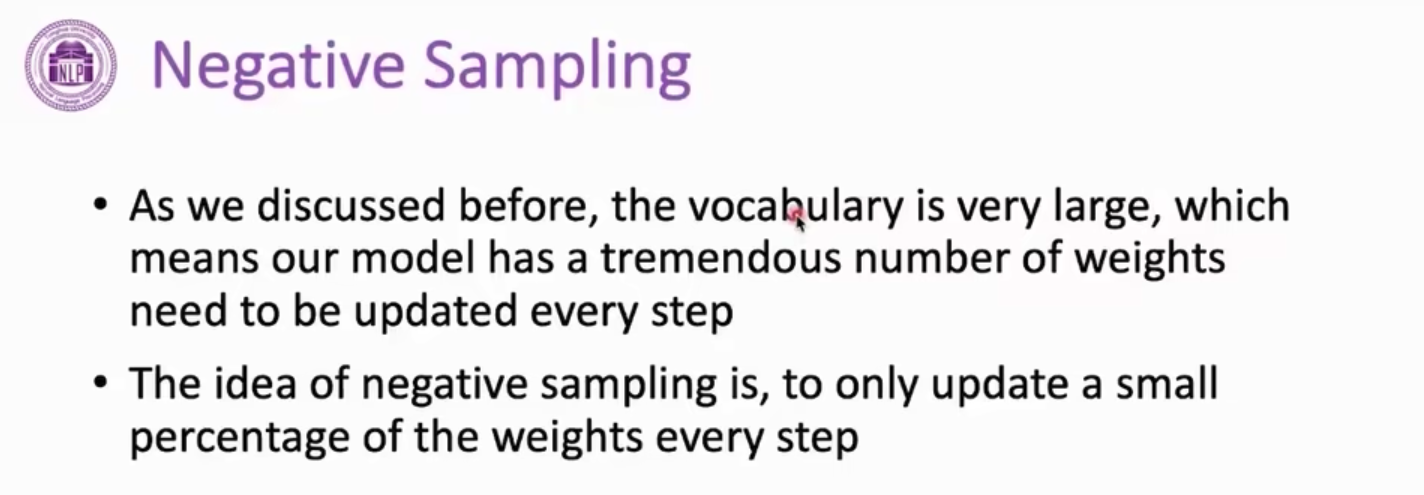 NLP
Negative Sampling
• As we discussed before, the vocabulary is very large, which
means our model has a tremendous number of weights
need to be updated every step
• The idea of negative sampling is, to only update a small
percentage of the weights every step